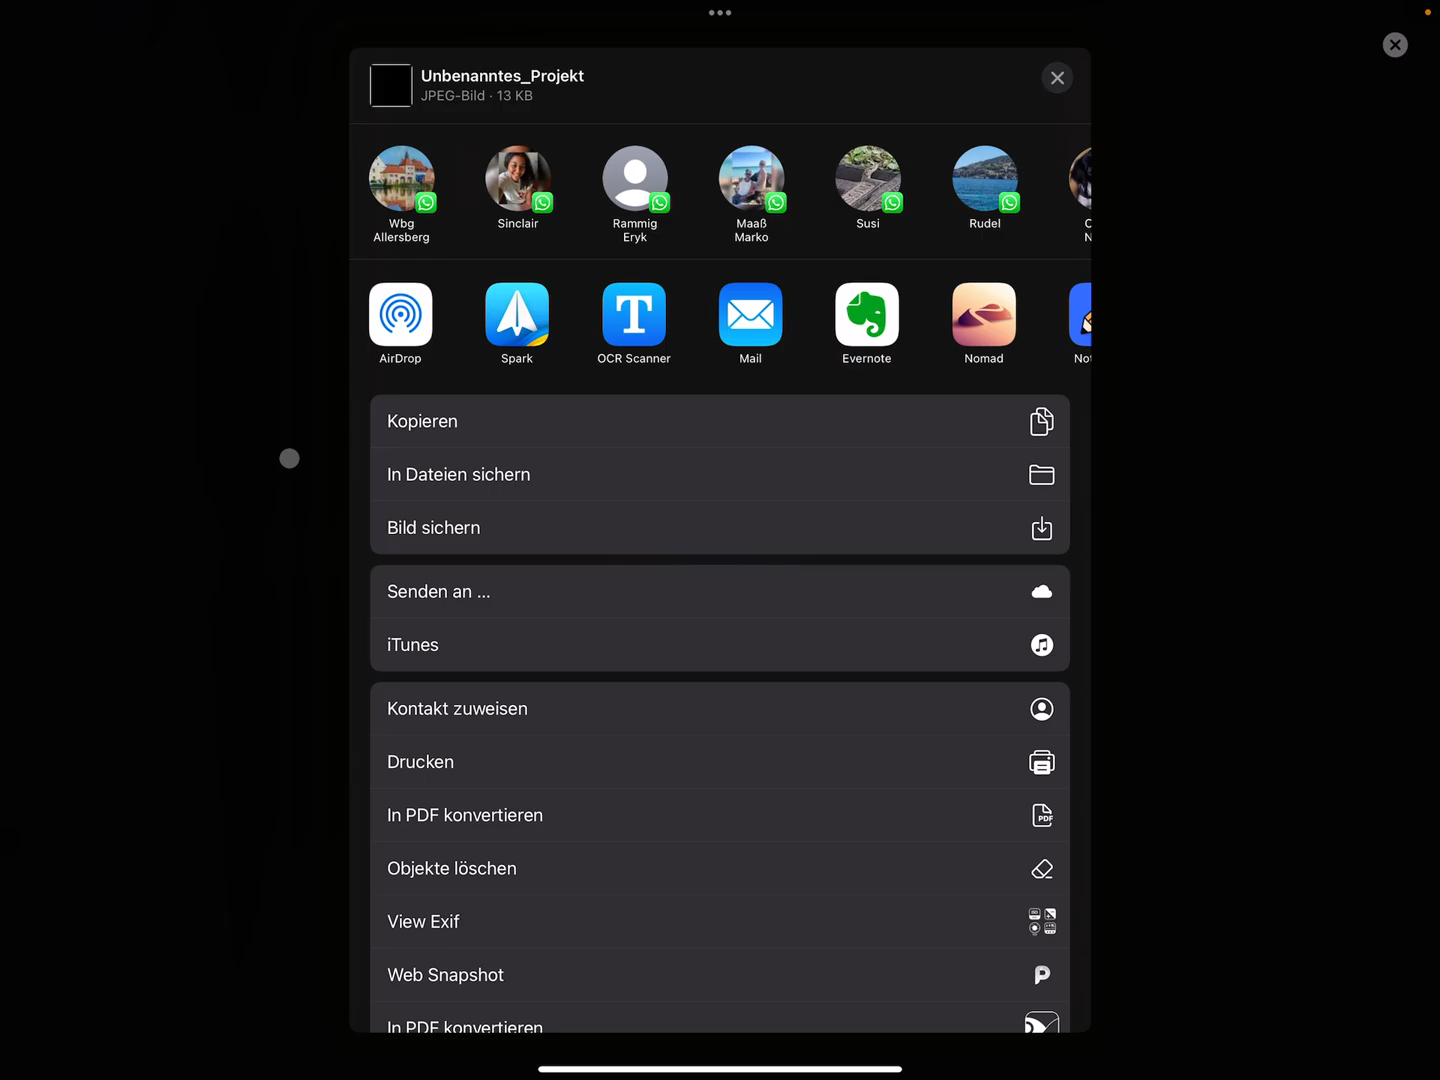 Unbenanntes_Projekt
JPEG-Bild · 13 KB
Wbg
Allersberg
Sinclair
Rammig
Eryk
Maaß
Marko
Susi
Rudel
AirDrop
Spark
OCR Scanner
Mail
Evernote
Nomad
Kopieren
In Dateien sichern
Bild sichern
Senden an ...
iTunes
Kontakt zuweisen
Drucken
In PDF konvertieren
PDF
Objekte löschen
View Exif
Web Snapshot
In PDF konvertieren